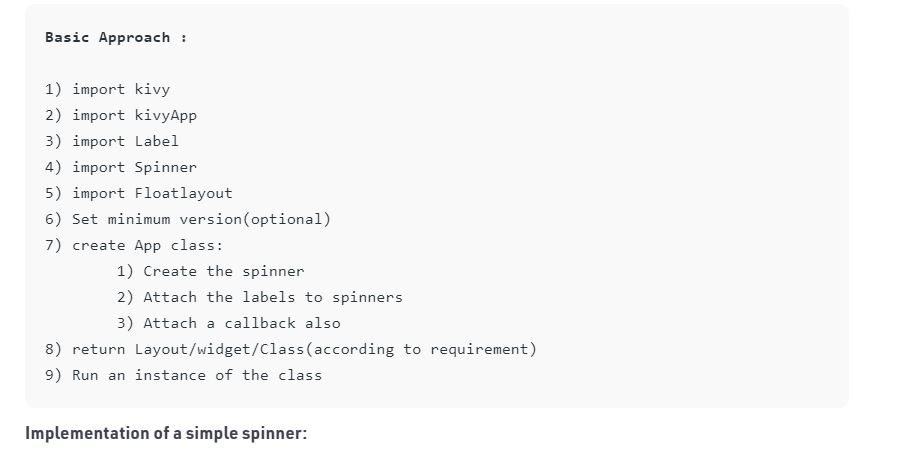 Basic Approach :
1) import kivy
2) import kivyApp
3) import Label
4) import Spinner
5) import Floatlayout
6) Set minimum version(optional)
7) create App class:
1) Create the spinner
2) Attach the labels to spinners
3) Attach a callback also
8) return Layout/widget/Class(according to requirement)
9) Run an instance of the class
Implementation of a simple spinner: